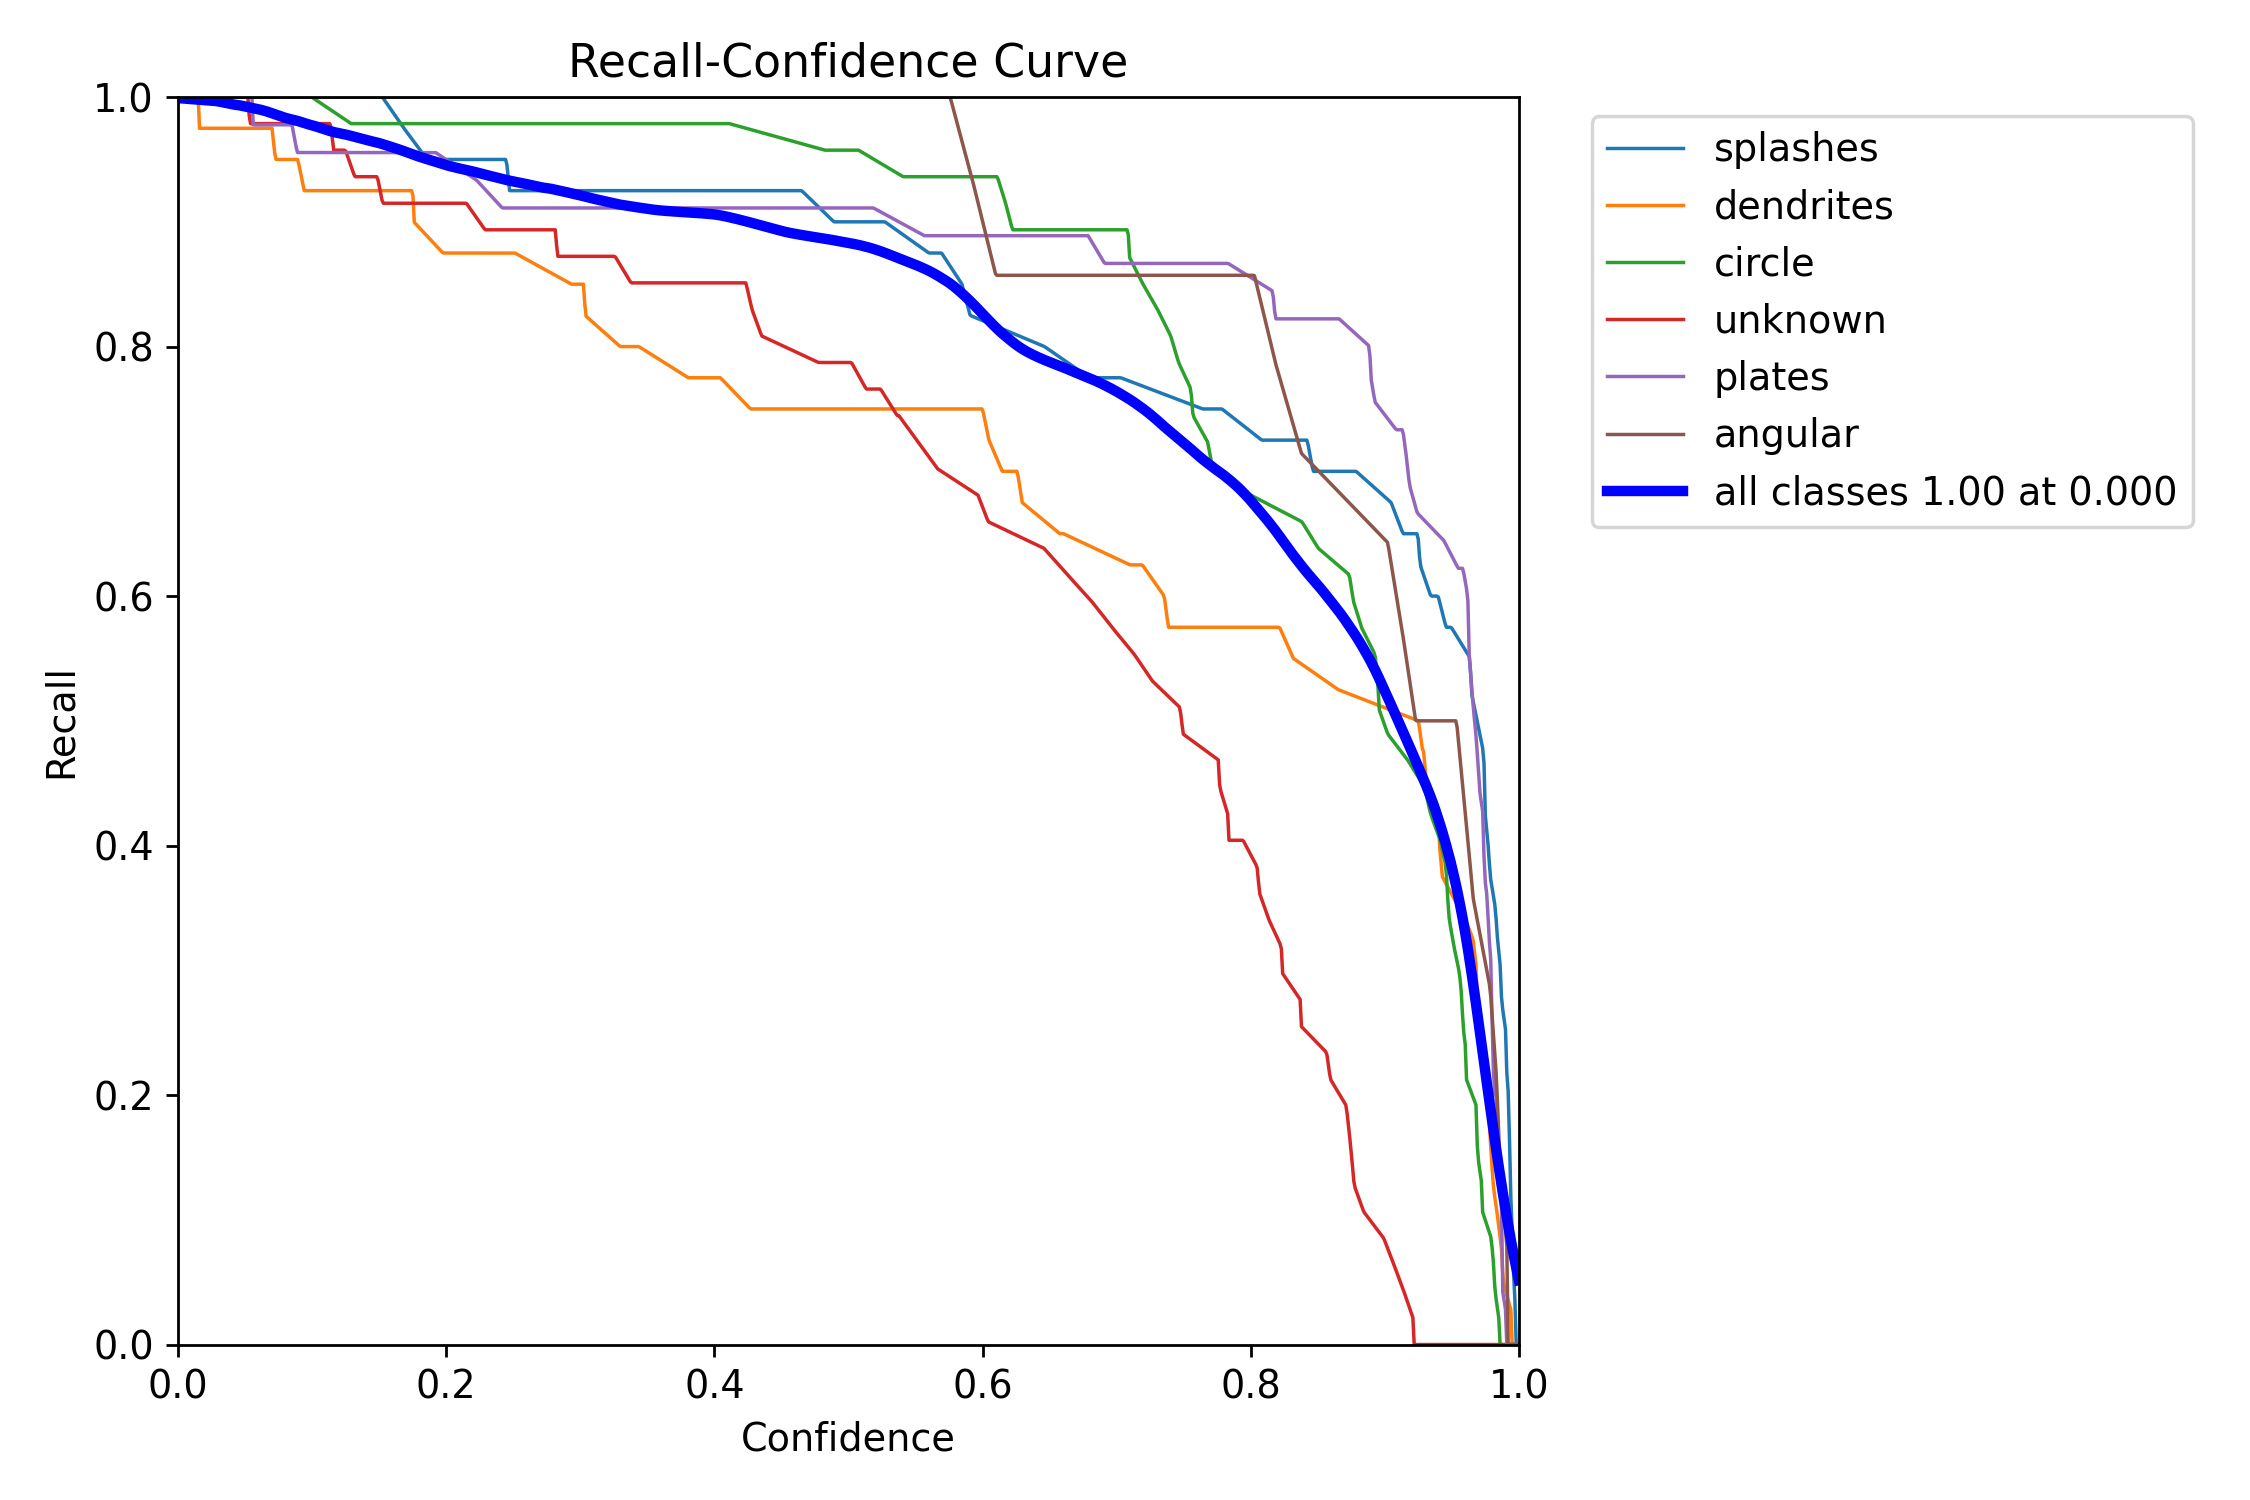 Recall-Confidence Curve
1.0
0.8
0.6
0.4
0.2
0.0
Recall
0.0 0.2 0.4 0.6 0.8 1.0
Confidence
splashes
dendrites
circle
unknown
plates
angular
all classes 1.00 at 0.000